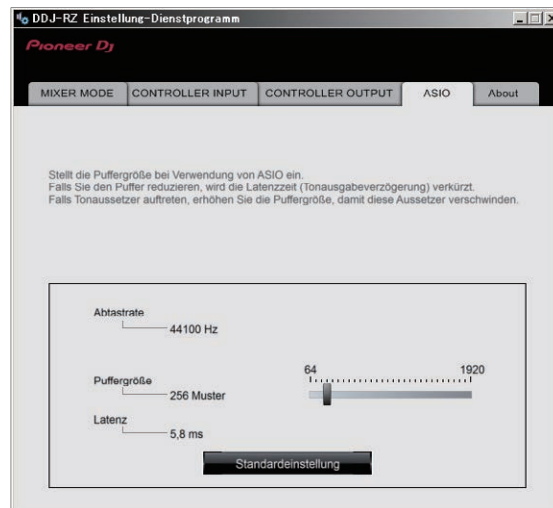 DDJ-RZ Einstellung-Dienstprogramm
Pioneer Dj
MIXER MODE CONTROLLER INPUT CONTROLLER OUTPUT ASIO About
Stellt die Puffergröße bei Verwendung von ASIO ein.
Falls Sie den Puffer reduzieren, wird die Latenzzeit (Tonausgabeverzögerung) verkürzt.
Falls Tonaussetzer auftreten, erhöhen Sie die Puffergröße, damit diese Aussetzer verschwinden.
Abtastrate
44100 Hz
64 1920
Puffergröße
256 Muster
Latenz
5,8 ms
Standardeinstellung